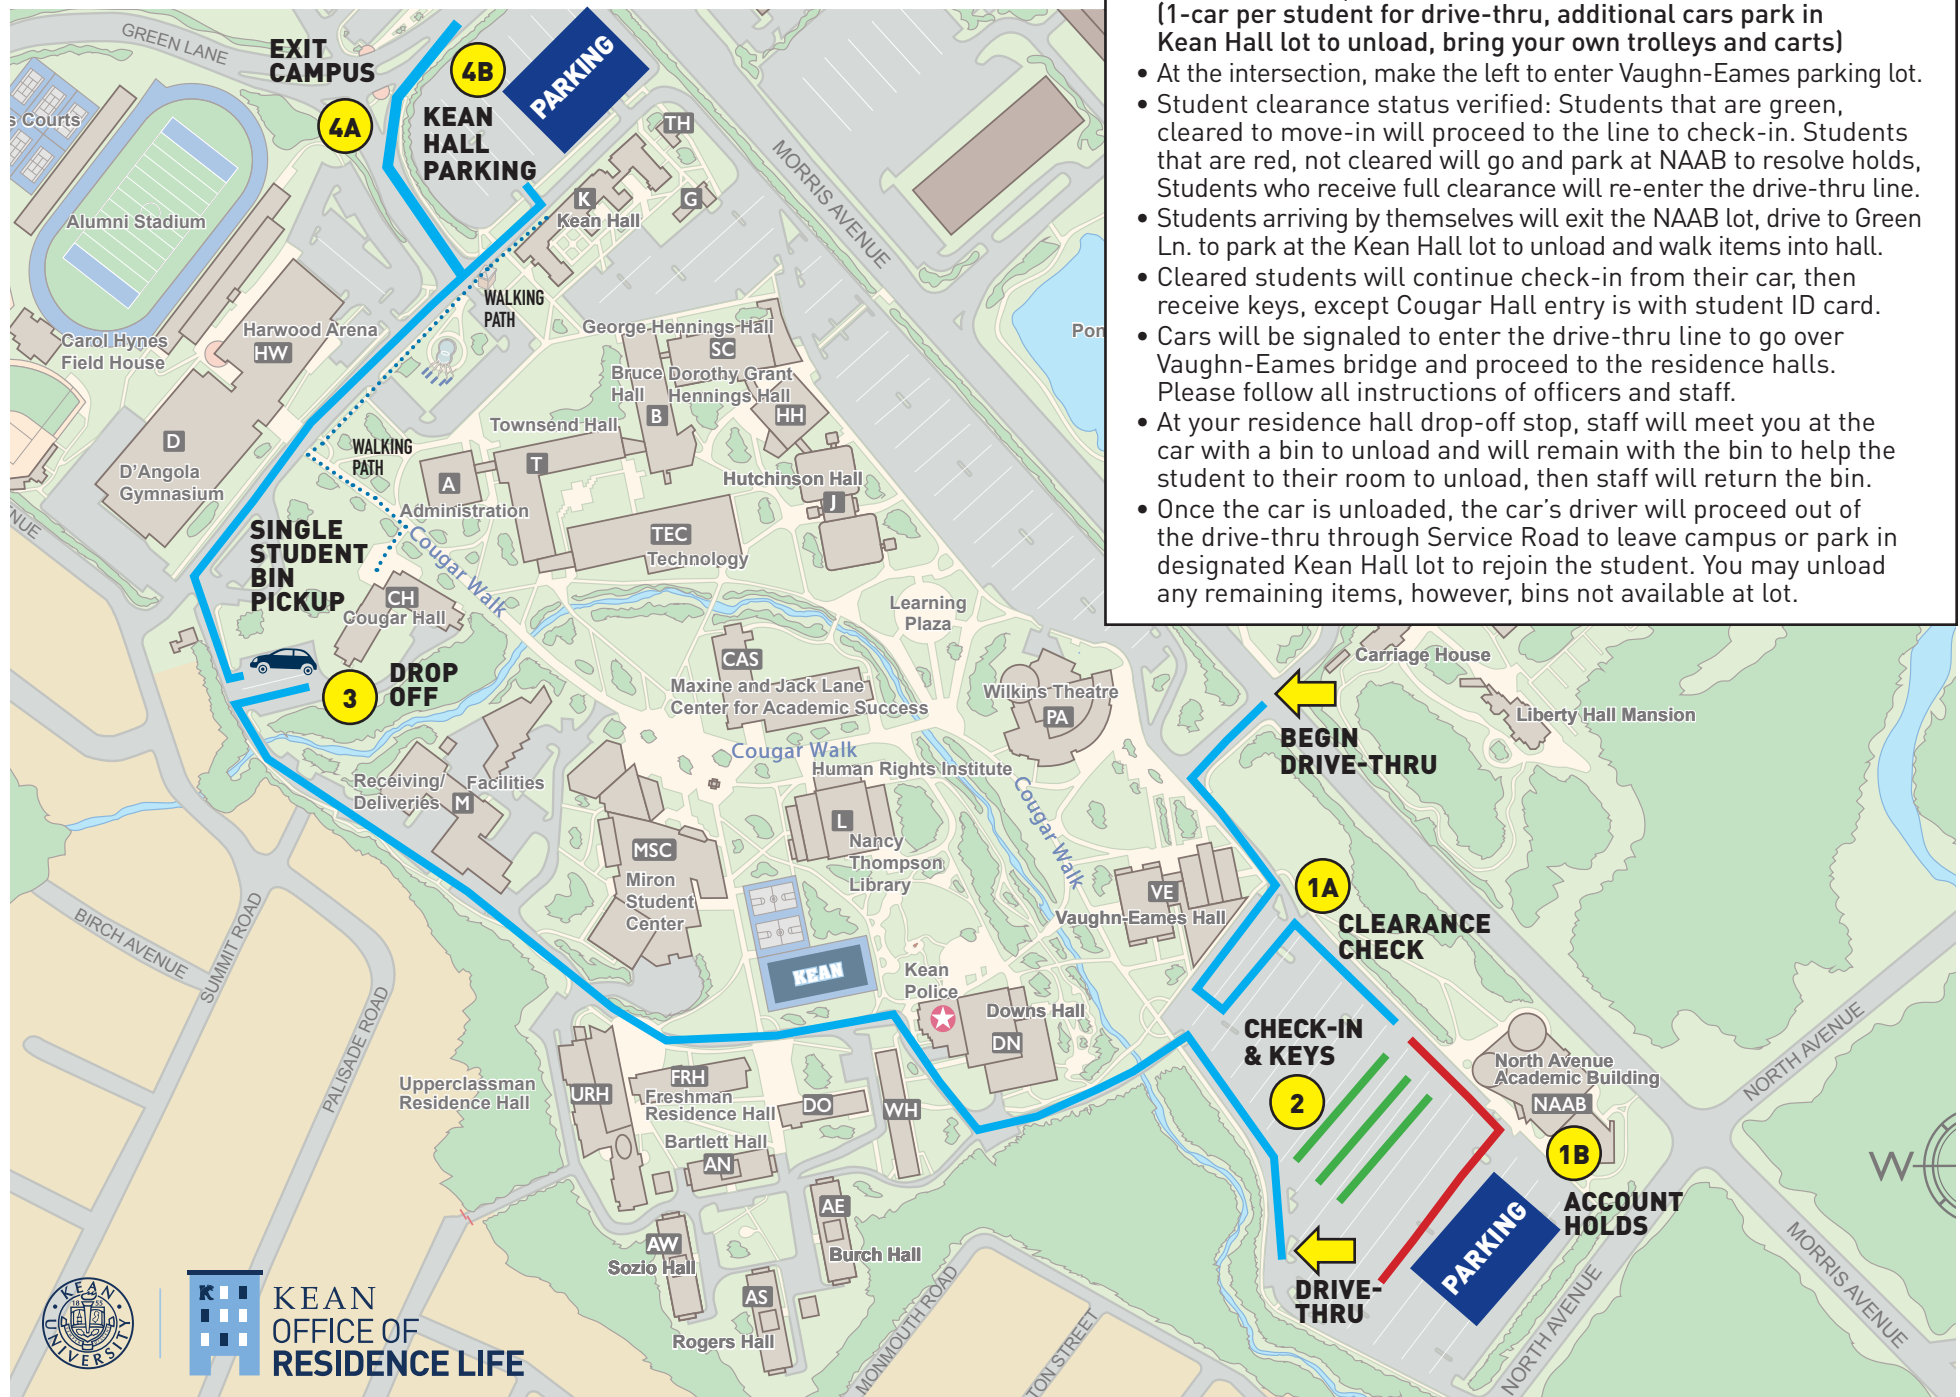 (1-car per student for drive-thru, additional cars park in
Kean Hall lot to unload, bring your own trolleys and carts)
• At the intersection, make the left to enter Vaughn-Eames parking lot.
• Student clearance status verified: Students that are green,
cleared to move-in will proceed to the line to check-in. Students
that are red, not cleared will go and park at NAAB to resolve holds,
Students who receive full clearance will re-enter the drive-thru line.
• Students arriving by themselves will exit the NAAB lot, drive to Green
Ln. to park at the Kean Hall lot to unload and walk items into hall.
• Cleared students will continue check-in from their car, then
receive keys, except Cougar Hall entry is with student ID card.
• Cars will be signaled to enter the drive-thru line to go over
Vaughn-Eames bridge and proceed to the residence halls.
Please follow all instructions of officers and staff.
• At your residence hall drop-off stop, staff will meet you at the
car with a bin to unload and will remain with the bin to help the
student to their room to unload, then staff will return the bin.
• Once the car is unloaded, the car's driver will proceed out of
the drive-thru through Service Road to leave campus or park in
designated Kean Hall lot to rejoin the student. You may unload
any remaining items, however, bins not available at lot.
GREEN LANE
EXIT
CAMPUS
4A
4B
KEAN
HALL
PARKING
PARKING
s Courts
Alumni Stadium
TH
K
G
Kean Hall
MORRIS AVENUE
WALKING
PATH
Carol Hynes
Field House
Harwood Arena
HW
George Hennings Hall
SC
Bruce
Hall
B
Dorothy Grant
Hennings Hall
HH
Pon
Townsend Hall
T
WALKING
PATH
D
D'Angola
Gymnasium
A
Administration
Hutchinson Hall
J
TEC
Technology
NUE
SINGLE
STUDENT
BIN
PICKUP
Cougar Walk
CH
Cougar Hall
Learning
Plaza
3
DROP
OFF
CAS
Maxine and Jack Lane
Center for Academic Success
Wilkins Theatre
PA
Carriage House
Liberty Hall Mansion
BEGIN
DRIVE-THRU
Cougar Walk
Human Rights Institute
Cougar Walk
Receiving/
Deliveries
M
Facilities
MSC
Miron
Student
Center
L
Nancy
Thompson
Library
VE
Vaughn-Eames Hall
1A
CLEARANCE
CHECK
BIRCH AVENUE
SUMMIT ROAD
PALISADE ROAD
KEAN
Kean
Police
Downs Hall
DN
CHECK-IN
& KEYS
2
North Avenue
Academic Building
NAAB
NORTH AVENUE
1B
ACCOUNT
HOLDS
PARKING
W
Upperclassman
Residence Hall
URH
FRH
Freshman
Residence Hall
DO
WH
Bartlett Hall
AN
AE
Burch Hall
AW
Sozio Hall
AS
Rogers Hall
DRIVE-
THRU
MONMOUTH ROAD
TON STREET
NORTH AVENUE
MORRIS AVENUE
KEAN
1855
UNIVERSITY
K
KEAN
OFFICE OF
RESIDENCE LIFE